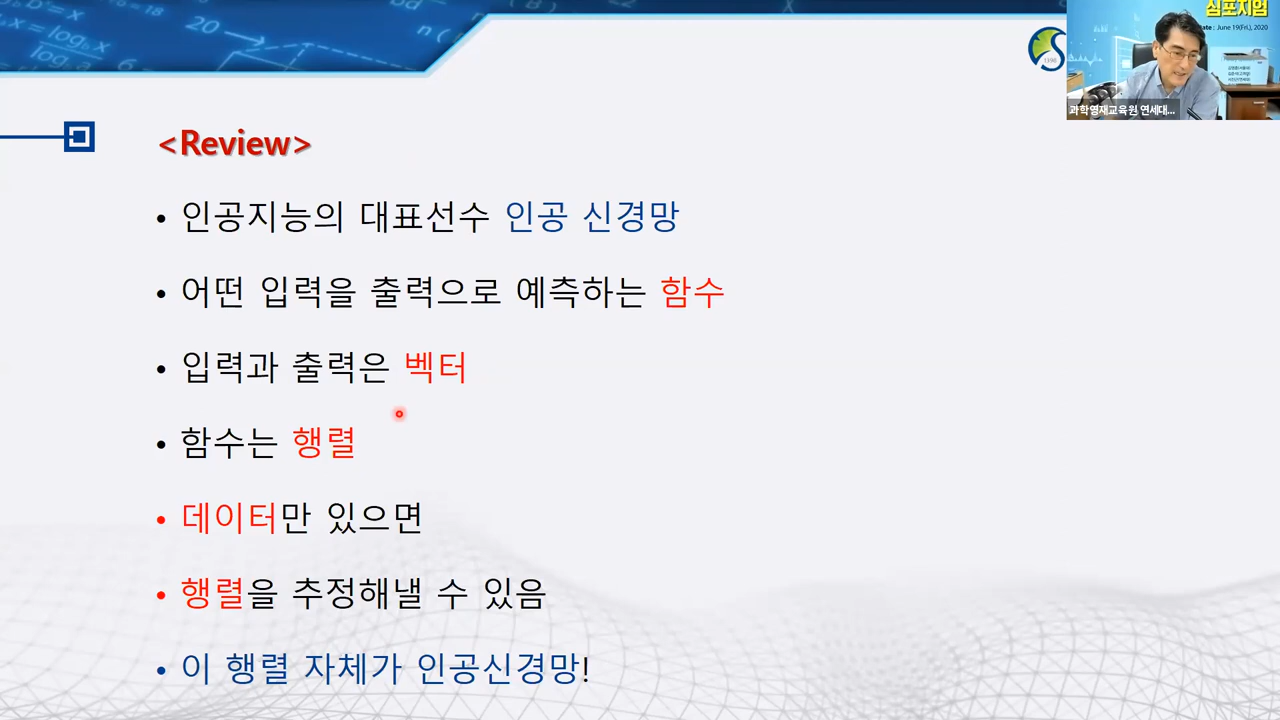 심포지엄
Date : June 19(Fri.), 2020
과학영재교육원 연세대...
<Review>
• 인공지능의 대표선수 인공 신경망
• 어떤 입력을 출력으로 예측하는 함수
• 입력과 출력은 벡터
• 함수는 행렬
• 데이터만 있으면
• 행렬을 추정해낼 수 있음
• 이 행렬 자체가 인공신경망!